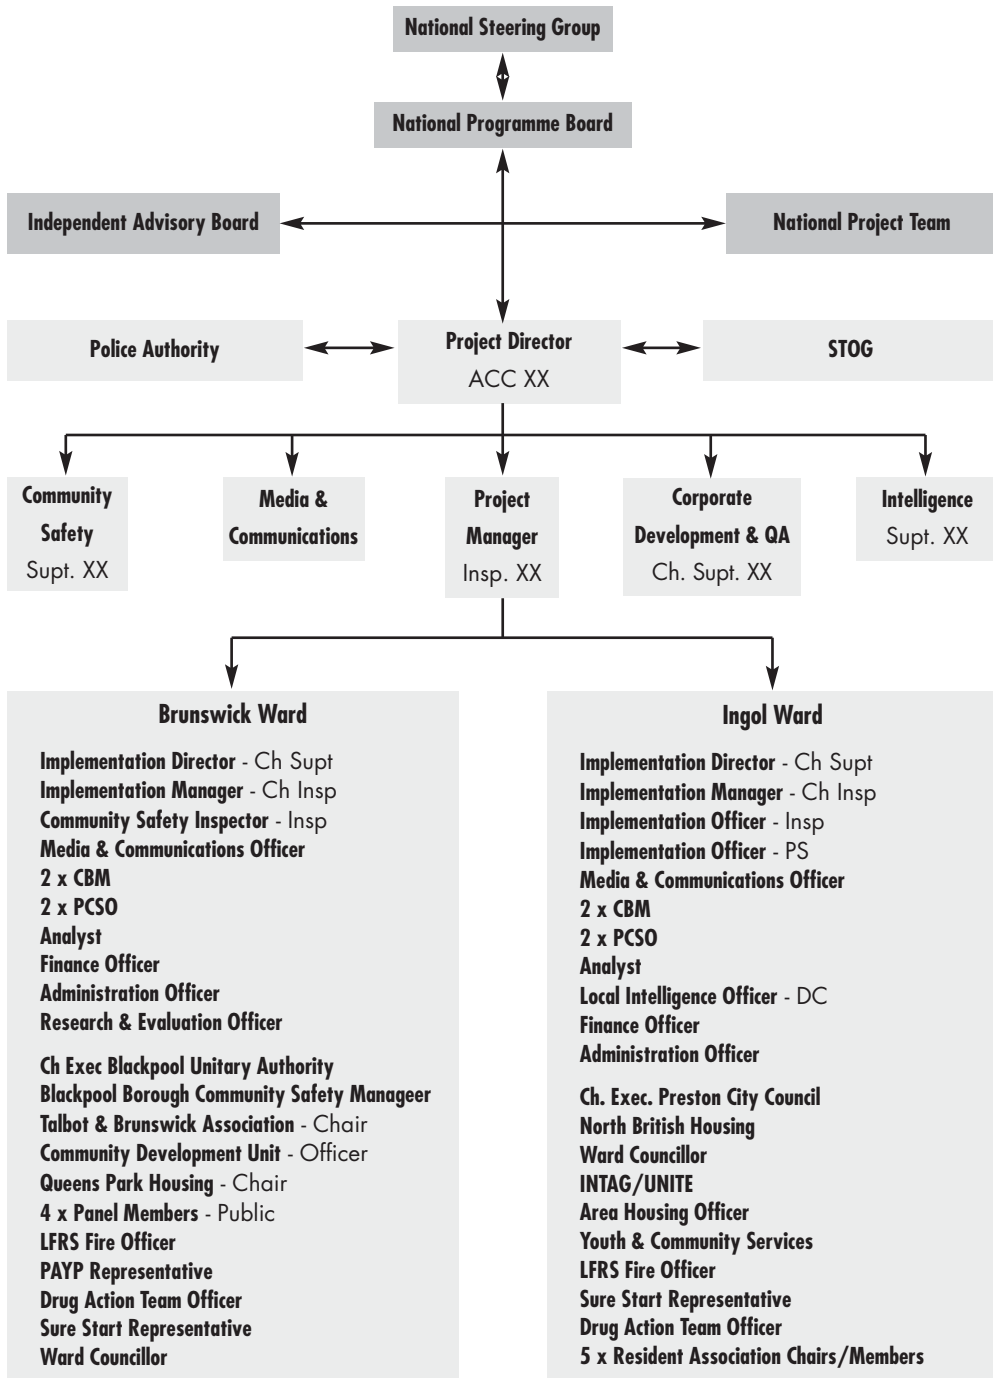 National Steering Group
National Programme Board
Independent Advisory Board
National Project Team
Police Authority
Project Director
ACC XX
STOG
Community
Safety
Supt. XX
Media &
Communications
Project
Manager
Insp. XX
Corporate
Development & QA
Ch. Supt. XX
Intelligence
Supt. XX
Brunswick Ward
Implementation Director - Ch Supt
Implementation Manager - Ch Insp
Community Safety Inspector - Insp
Media & Communications Officer
2 x CBM
2 x PCSO
Analyst
Finance Officer
Administration Officer
Research & Evaluation Officer
Ch Exec Blackpool Unitary Authority
Blackpool Borough Community Safety Manageer
Talbot & Brunswick Association - Chair
Community Development Unit - Officer
Queens Park Housing - Chair
4 x Panel Members - Public
LFRS Fire Officer
PAYP Representative
Drug Action Team Officer
Sure Start Representative
Ward Councillor
Ingol Ward
Implementation Director - Ch Supt
Implementation Manager - Ch Insp
Implementation Officer - Insp
Implementation Officer - PS
Media & Communications Officer
2 x CBM
2 x PCSO
Analyst
Local Intelligence Officer - DC
Finance Officer
Administration Officer
Ch. Exec. Preston City Council
North British Housing
Ward Councillor
INTAG/UNITE
Area Housing Officer
Youth & Community Services
LFRS Fire Officer
Sure Start Representative
Drug Action Team Officer
5 x Resident Association Chairs/Members